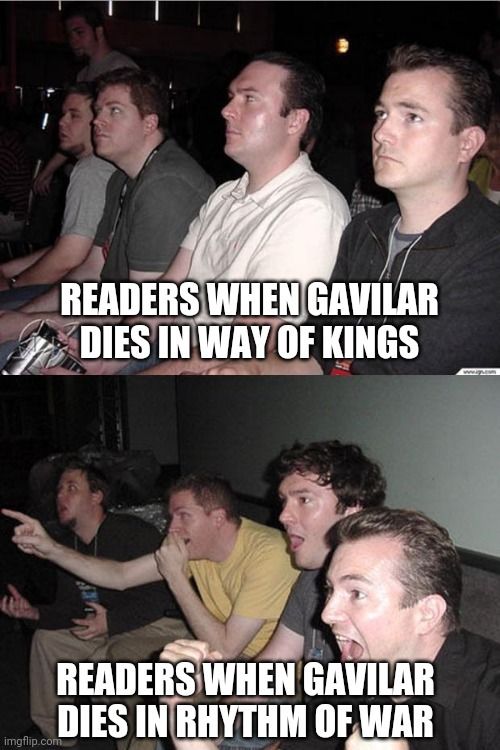 READERS WHEN GAVILAR
DIES IN WAY OF KINGS
www.ign.com
READERS WHEN GAVILAR
DIES IN RHYTHM OF WAR
imgflip.com